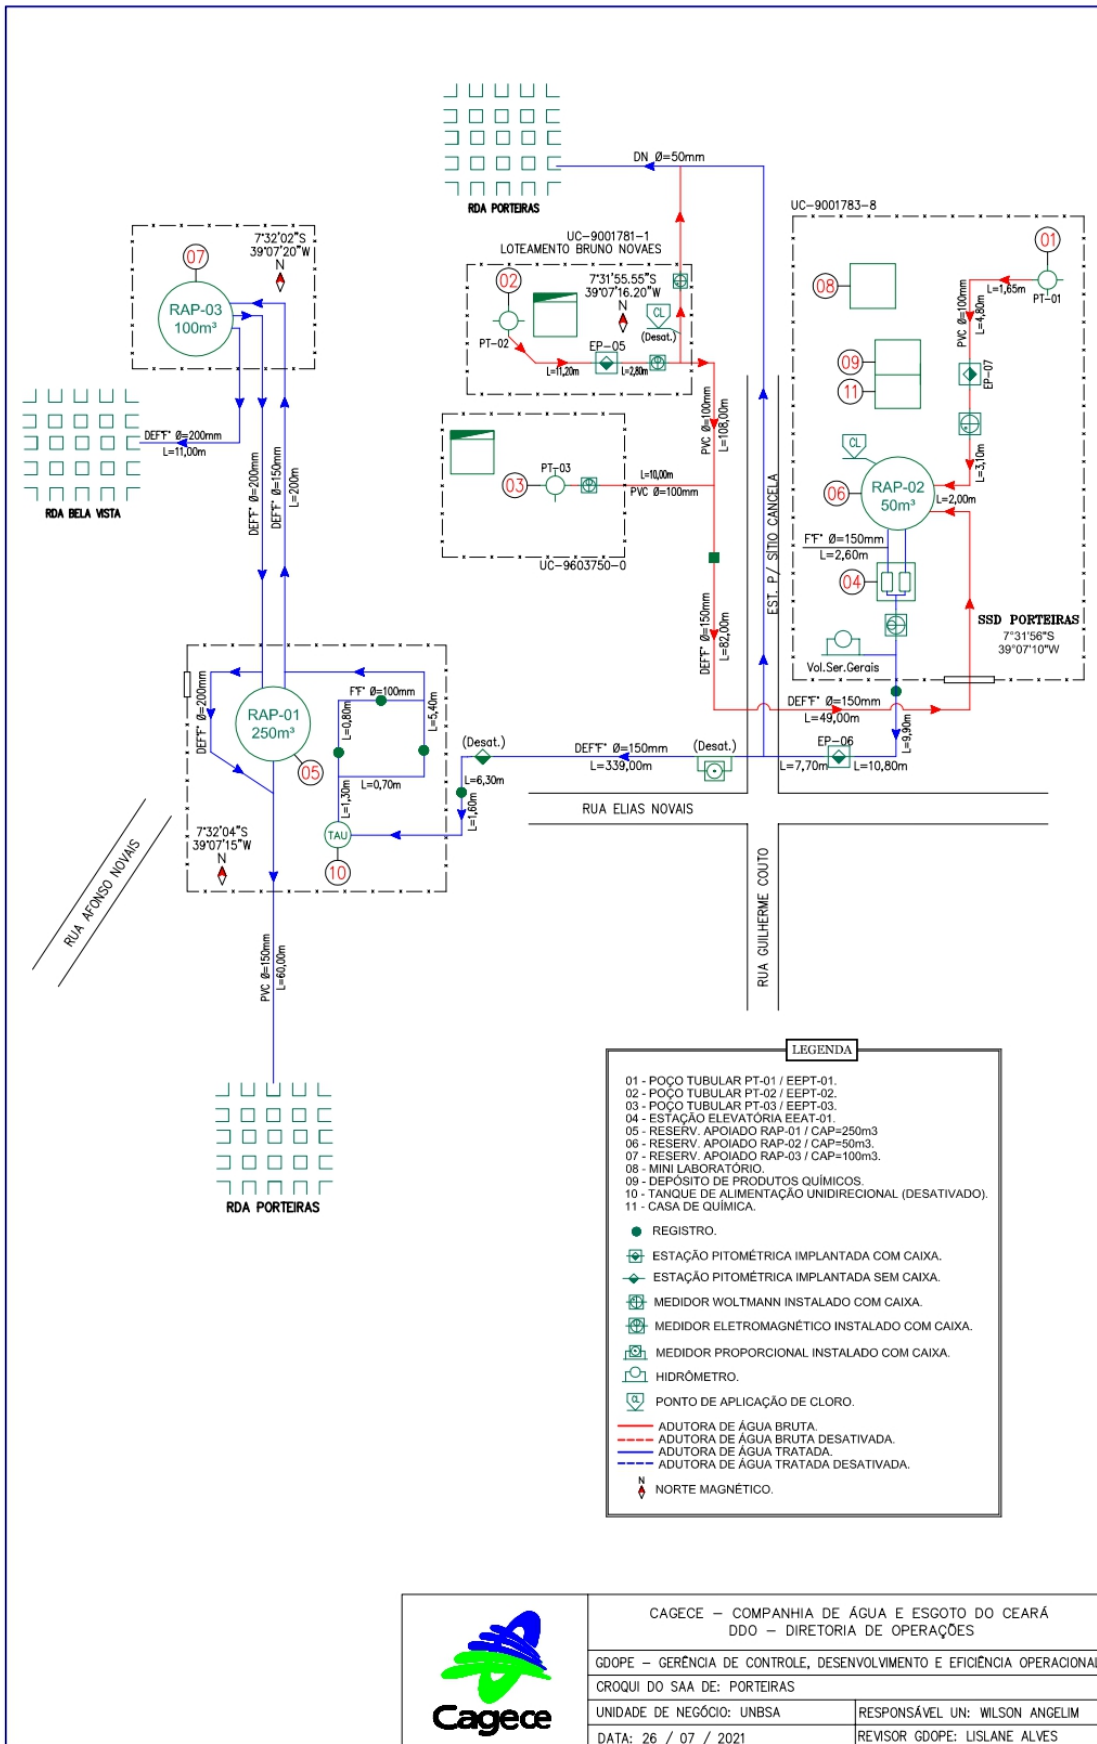 DN Ø=50mm
RDA PORTEIRAS
UC-9001783-8
UC-9001781-1
LOTEAMENTO BRUNO NOVAES
07
7°32'02"S
39°07'20"W
N
RAP-03
100m³
02
7°31'55.55"S
39°07'16.20"W
N
CL
(Desat.)
PT-02
EP-05
L=11,20m
L=2,80m
01
08
L=1,65m
PT-01
PVC Ø=100mm
L=4,80m
EP-07
09
11
CL
L=3,10m
06
RAP-02
50m³
L=2,00m
DEFºFº Ø=200mm
L=11,00m
RDA BELA VISTA
DEFºFº Ø=200mm
DEFºFº Ø=150mm
L=200m
PVC Ø=100mm
L=108,00m
PT-03
03
L=10,00m
PVC Ø=100mm
UC-9603750-0
EST. P/ SÍTIO CANCELA
FºFº Ø=150mm
L=2,60m
04
SSD PORTEIRAS
7°31'56"S
39°07'10"W
Vol.Ser.Gerais
DEFºFº Ø=150mm
L=82,00m
DEFºFº Ø=150mm
L=49,00m
L=9,90m
EP-06
L=7,70m
L=10,80m
DEFºFº Ø=200mm
RAP-01
250m³
05
FºFº Ø=100mm
L=0,80m
L=5,40m
L=0,70m
L=1,30m
TAU
10
(Desat.)
L=6,30m
L=1,60m
DEFºFº Ø=150mm
L=339,00m
(Desat.)
7°32'04"S
39°07'15"W
N
RUA ELIAS NOVAIS
RUA AFONSO NOVAIS
RUA GUILHERME COUTO
PVC Ø=150mm
L=60,00m
RDA PORTEIRAS
LEGENDA
01 - POÇO TUBULAR PT-01 / EEPT-01.
02 - POÇO TUBULAR PT-02 / EEPT-02.
03 - POÇO TUBULAR PT-03 / EEPT-03.
04 - ESTAÇÃO ELEVATÓRIA EEAT-01.
05 - RESERV. APOIADO RAP-01 / CAP=250m3
06 - RESERV. APOIADO RAP-02 / CAP=50m3.
07 - RESERV. APOIADO RAP-03 / CAP=100m3.
08 - MINI LABORATÓRIO.
09 - DEPÓSITO DE PRODUTOS QUÍMICOS.
10 - TANQUE DE ALIMENTAÇÃO UNIDIRECIONAL (DESATIVADO).
11 - CASA DE QUÍMICA.
REGISTRO.
ESTAÇÃO PITOMÉTRICA IMPLANTADA COM CAIXA.
ESTAÇÃO PITOMÉTRICA IMPLANTADA SEM CAIXA.
MEDIDOR WOLTMANN INSTALADO COM CAIXA.
MEDIDOR ELETROMAGNÉTICO INSTALADO COM CAIXA.
MEDIDOR PROPORCIONAL INSTALADO COM CAIXA.
HIDRÔMETRO.
CL PONTO DE APLICAÇÃO DE CLORO.
ADUTORA DE ÁGUA BRUTA.
ADUTORA DE ÁGUA BRUTA DESATIVADA.
ADUTORA DE ÁGUA TRATADA.
ADUTORA DE ÁGUA TRATADA DESATIVADA.
N NORTE MAGNÉTICO.
Cagece
CAGECE – COMPANHIA DE ÁGUA E ESGOTO DO CEARÁ
DDO – DIRETORIA DE OPERAÇÕES
GDOPE – GERÊNCIA DE CONTROLE, DESENVOLVIMENTO E EFICIÊNCIA OPERACIONAL
CROQUI DO SAA DE: PORTEIRAS
UNIDADE DE NEGÓCIO: UNBSA
RESPONSÁVEL UN: WILSON ANGELIM
DATA: 26 / 07 / 2021
REVISOR GDOPE: LISLANE ALVES